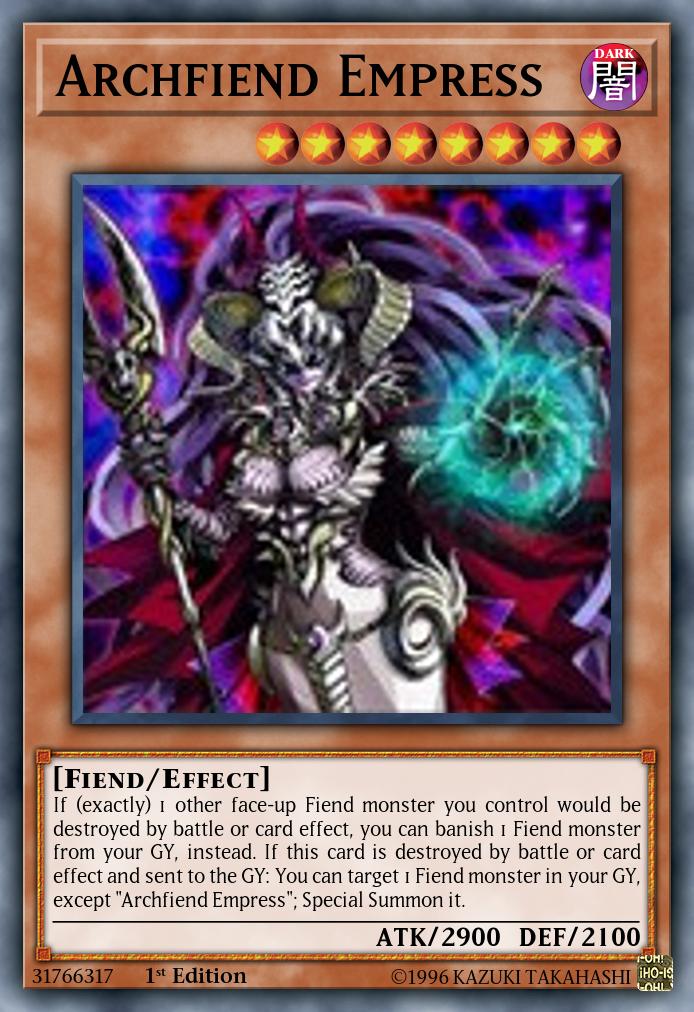 Archfiend Empress
DARK
闇
[Fiend/Effect]
If (exactly) 1 other face-up Fiend monster you control would be
destroyed by battle or card effect, you can banish 1 Fiend monster
from your GY, instead. If this card is destroyed by battle or card
effect and sent to the GY: You can target 1 Fiend monster in your GY,
except "Archfiend Empress"; Special Summon it.
ATK/2900 DEF/2100
31766317 1st Edition ©1996 KAZUKI TAKAHASHI